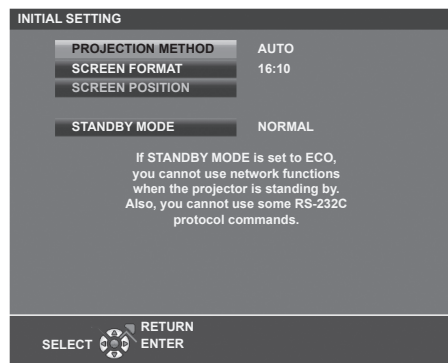 INITIAL SETTING
PROJECTION METHOD AUTO
SCREEN FORMAT 16:10
SCREEN POSITION
STANDBY MODE NORMAL
If STANDBY MODE is set to ECO,
you cannot use network functions
when the projector is standing by.
Also, you cannot use some RS-232C
protocol commands.
RETURN
SELECT ENTER